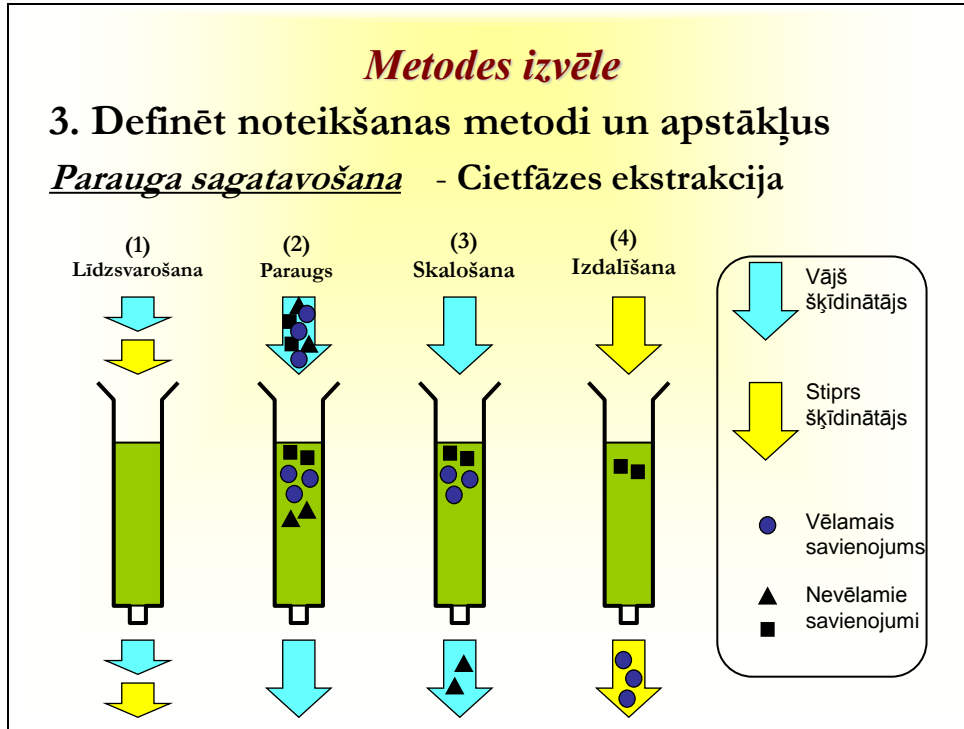 Metodes izvēle
3. Definēt noteikšanas metodi un apstākļus
Parauga sagatavošana - Cietfāzes ekstrakcija
(1)
Līdzsvarošana
(2)
Paraugs
(3)
Skalošana
(4)
Izdalīšana
Vājš
šķīdinātājs
Stiprs
šķīdinātājs
Vēlamais
savienojums
Nevēlamie
savienojumi